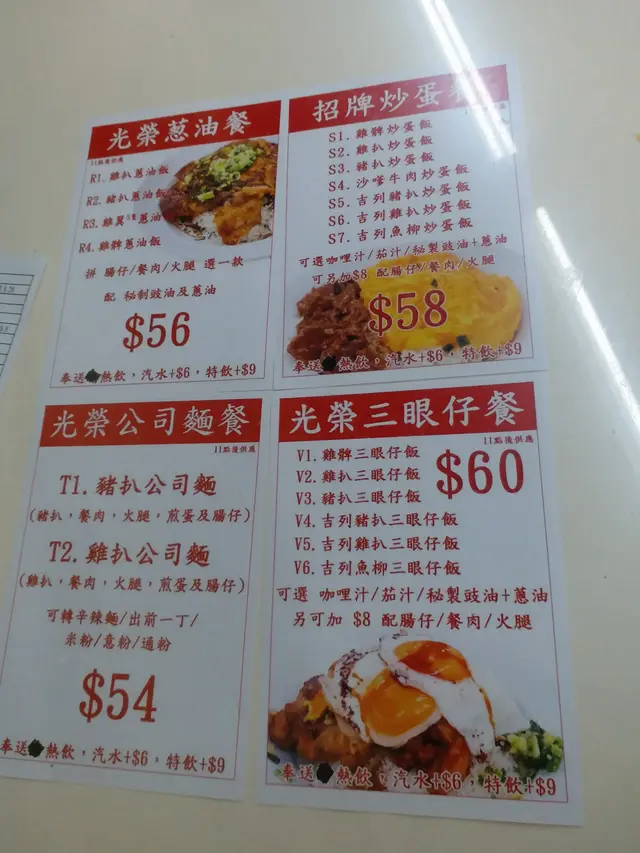 光榮蔥油餐
11點後供應
R1. 雞扒蔥油飯
R2. 豬扒蔥油飯
R3. 雞翼5隻蔥油
R4. 雞髀蔥油飯
拼 腸仔/餐肉/火腿 選一款
配 秘制豉油及蔥油
$56
奉送 熱飲,汽水+$6,特飲+$9
招牌炒蛋
S1. 雞髀炒蛋飯
S2. 雞扒炒蛋飯
S3. 豬扒炒蛋飯
S4. 沙嗲牛肉炒蛋飯
S5. 吉列豬扒炒蛋飯
S6. 吉列雞扒炒蛋飯
S7. 吉列魚柳炒蛋飯
可選咖哩汁/茄汁/秘製豉油+蔥油
可另加$8 配腸仔/餐肉/火腿
$58
奉送 熱飲,汽水+$6,特飲+$9
光榮公司麵餐
11點後供應
T1. 豬扒公司麵
(豬扒,餐肉,火腿,煎蛋及腸仔)
T2. 雞扒公司麵
(雞扒,餐肉,火腿,煎蛋及腸仔)
可轉辛辣麵/出前一丁/
米粉/意粉/通粉
$54
奉送 熱飲,汽水+$6,特飲+$9
光榮三眼仔餐
11點後供應
V1. 雞髀三眼仔飯
V2. 雞扒三眼仔飯
V3. 豬扒三眼仔飯
V4. 吉列豬扒三眼仔飯
V5. 吉列雞扒三眼仔飯
V6. 吉列魚柳三眼仔飯
$60
可選 咖哩汁/茄汁/秘製豉油+蔥油
另可加 $8 配腸仔/餐肉/火腿
奉送 熱飲,汽水+$6,特飲+$9